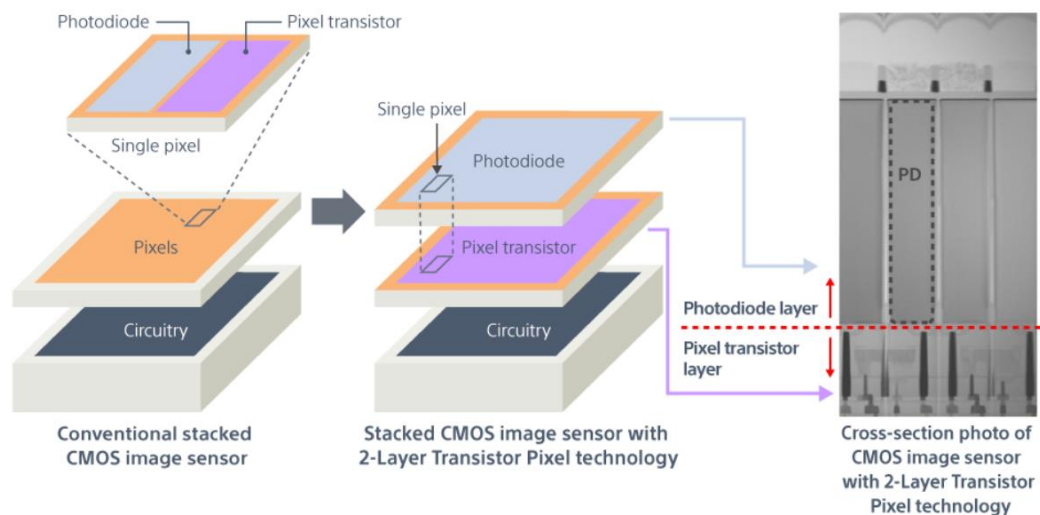 Photodiode
Pixel transistor
Single pixel
Pixels
Circuitry
Conventional stacked
CMOS image sensor
Single pixel
Photodiode
Pixel transistor
Circuitry
Stacked CMOS image sensor with
2-Layer Transistor Pixel technology
Photodiode layer
Pixel transistor
layer
PD
Cross-section photo of
CMOS image sensor
with 2-Layer Transistor
Pixel technology